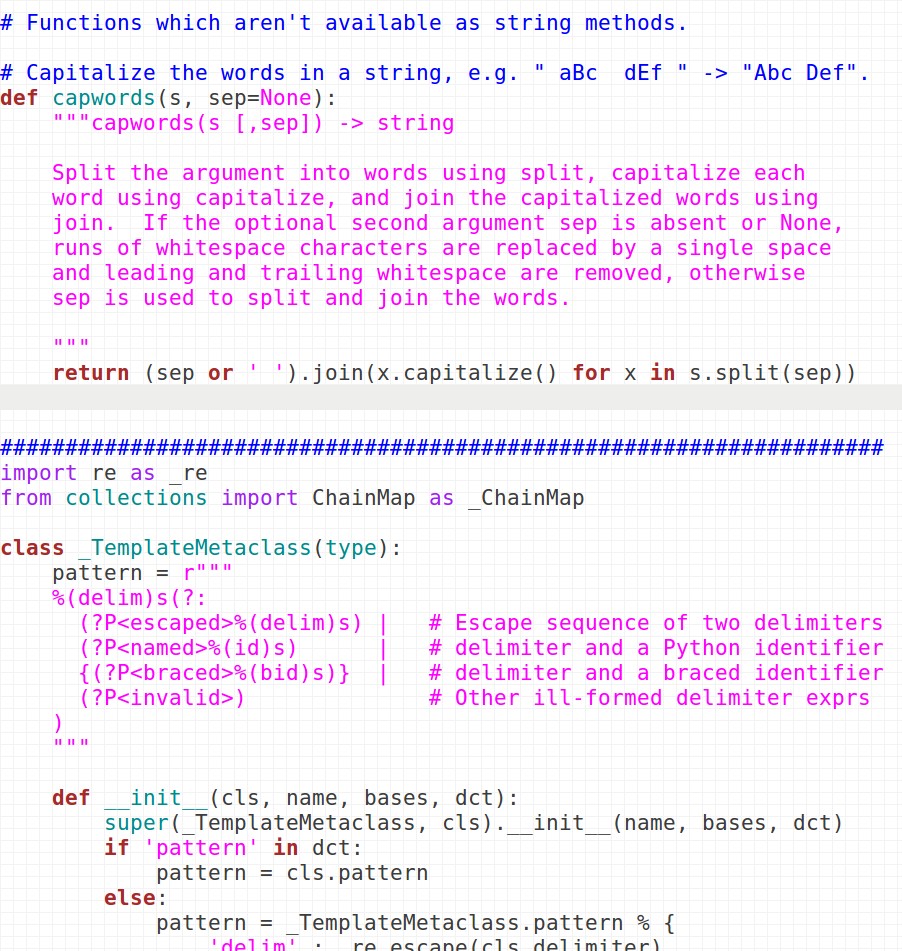 # Functions which aren't available as string methods.

# Capitalize the words in a string, e.g. " aBc  dEf " -> "Abc Def".
def capwords(s, sep=None):
    """capwords(s [,sep]) -> string

    Split the argument into words using split, capitalize each
    word using capitalize, and join the capitalized words using
    join.  If the optional second argument sep is absent or None,
    runs of whitespace characters are replaced by a single space
    and leading and trailing whitespace are removed, otherwise
    sep is used to split and join the words.

    """
    return (sep or ' ').join(x.capitalize() for x in s.split(sep))


####################################################################
import re as _re
from collections import ChainMap as _ChainMap

class _TemplateMetaclass(type):
    pattern = r"""
    %(delim)s(?:
      (?P<escaped>%(delim)s) |   # Escape sequence of two delimiters
      (?P<named>%(id)s)      |   # delimiter and a Python identifier
      {(?P<braced>%(bid)s)}  |   # delimiter and a braced identifier
      (?P<invalid>)              # Other ill-formed delimiter exprs
    )
    """

    def __init__(cls, name, bases, dct):
        super(_TemplateMetaclass, cls).__init__(name, bases, dct)
        if 'pattern' in dct:
            pattern = cls.pattern
        else:
            pattern = _TemplateMetaclass.pattern % {
                'delim' : _re.escape(cls.delimiter),